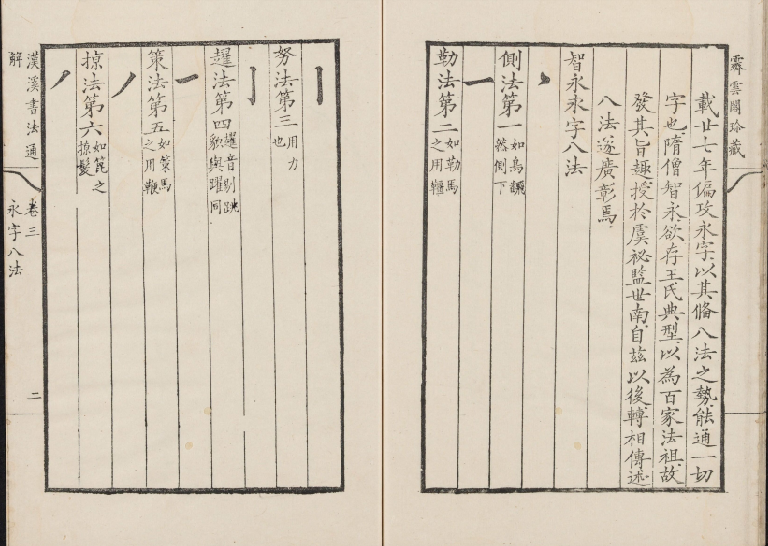 霽雲閣珍藏
載廿七年偏攻永字以其偹八法之勢能通一切
字也隋僧智永欲存王氏典型以為百家法祖故
發其旨趣授於虞祕監世南自茲以後轉相傳述
八法遂廣彰焉
智永永字八法
側法第一
如鳥翻
然側下
勒法第二
如勒馬
之用韁
努法第三
用力
也
趯法第四
趯音剔跳
貌與躍同
策法第五
如策馬
之用鞭
掠法第六
如篦之
掠髮
漢溪書法通
解
卷三
永字八法
二